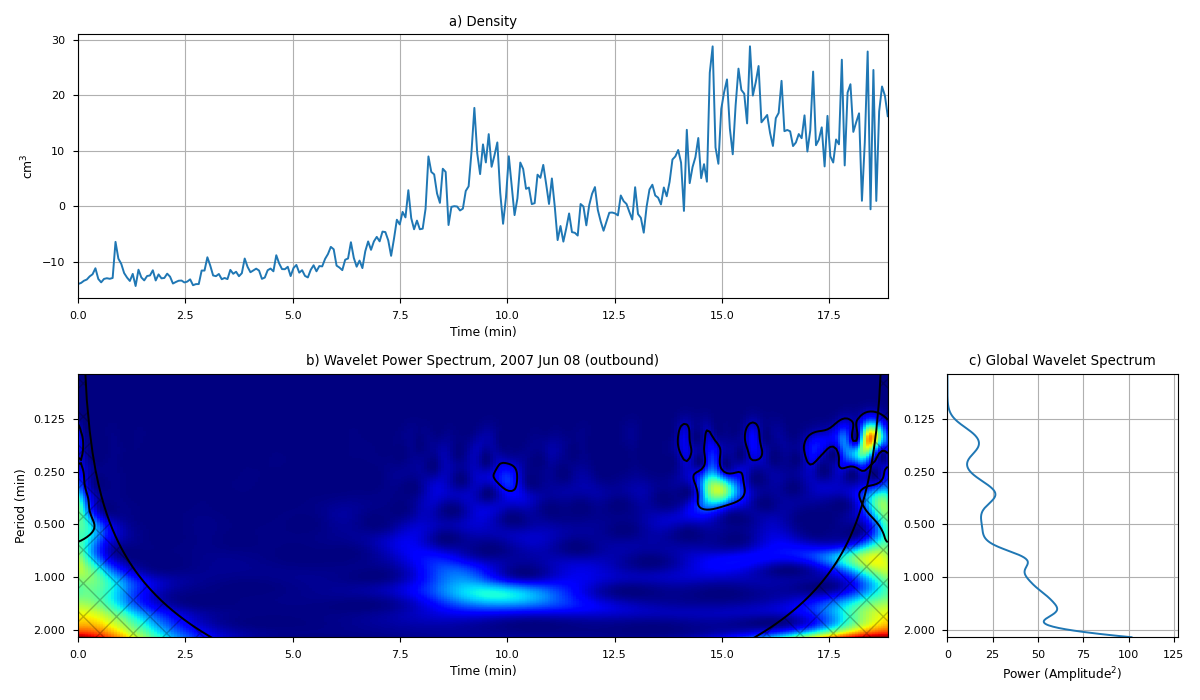 a) Density
30
20
10
0
−10
cm³
0.0 2.5 5.0 7.5 10.0 12.5 15.0 17.5
Time (min)
b) Wavelet Power Spectrum, 2007 Jun 08 (outbound)
0.125
0.250
0.500
1.000
2.000
Period (min)
0.0 2.5 5.0 7.5 10.0 12.5 15.0 17.5
Time (min)
c) Global Wavelet Spectrum
0.125
0.250
0.500
1.000
2.000
0 25 50 75 100 125
Power (Amplitude²)